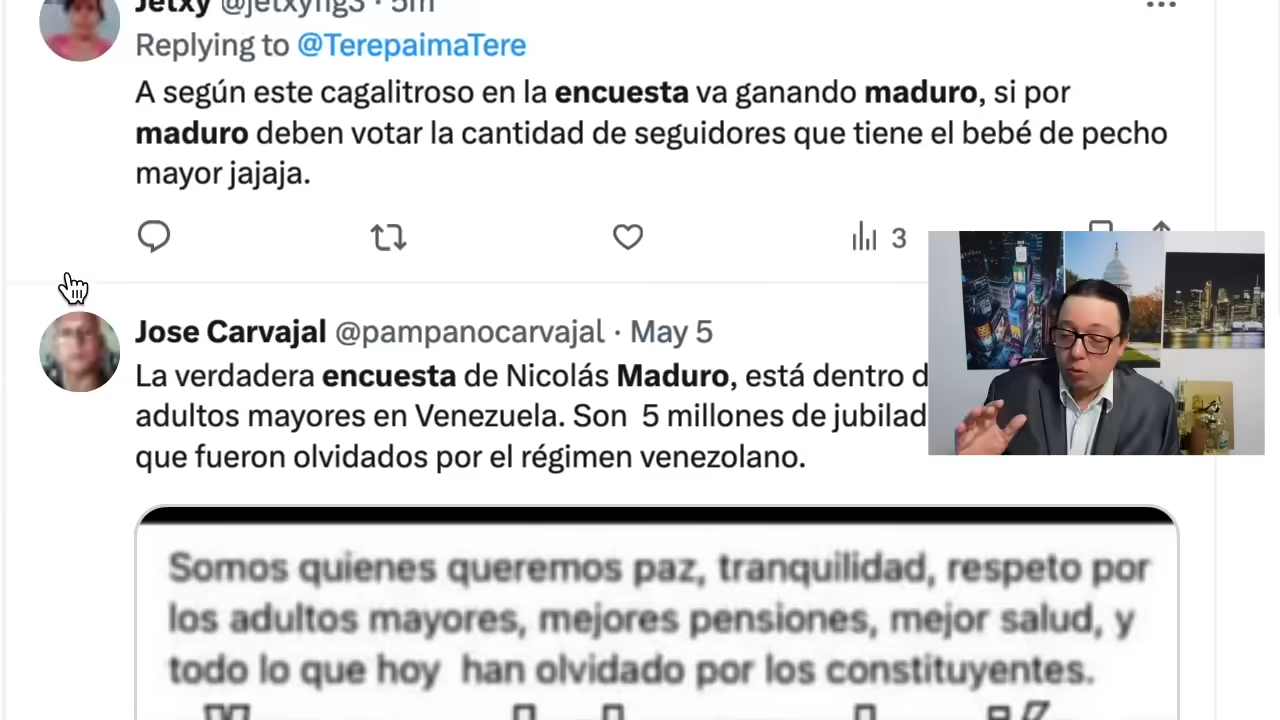 Jetxy @jetxyfig3 · 5m
Replying to @TerepaimaTere
A según este cagalitroso en la encuesta va ganando maduro, si por
maduro deben votar la cantidad de seguidores que tiene el bebé de pecho
mayor jajaja.
3
Jose Carvajal @pampanocarvajal · May 5
La verdadera encuesta de Nicolás Maduro, está dentro
adultos mayores en Venezuela. Son 5 millones de
que fueron olvidados por el régimen venezolano.
Somos quienes queremos paz, tranquilidad, respeto por
los adultos mayores, mejores pensiones, mejor salud, y
todo lo que hoy han olvidado por los constituyentes.